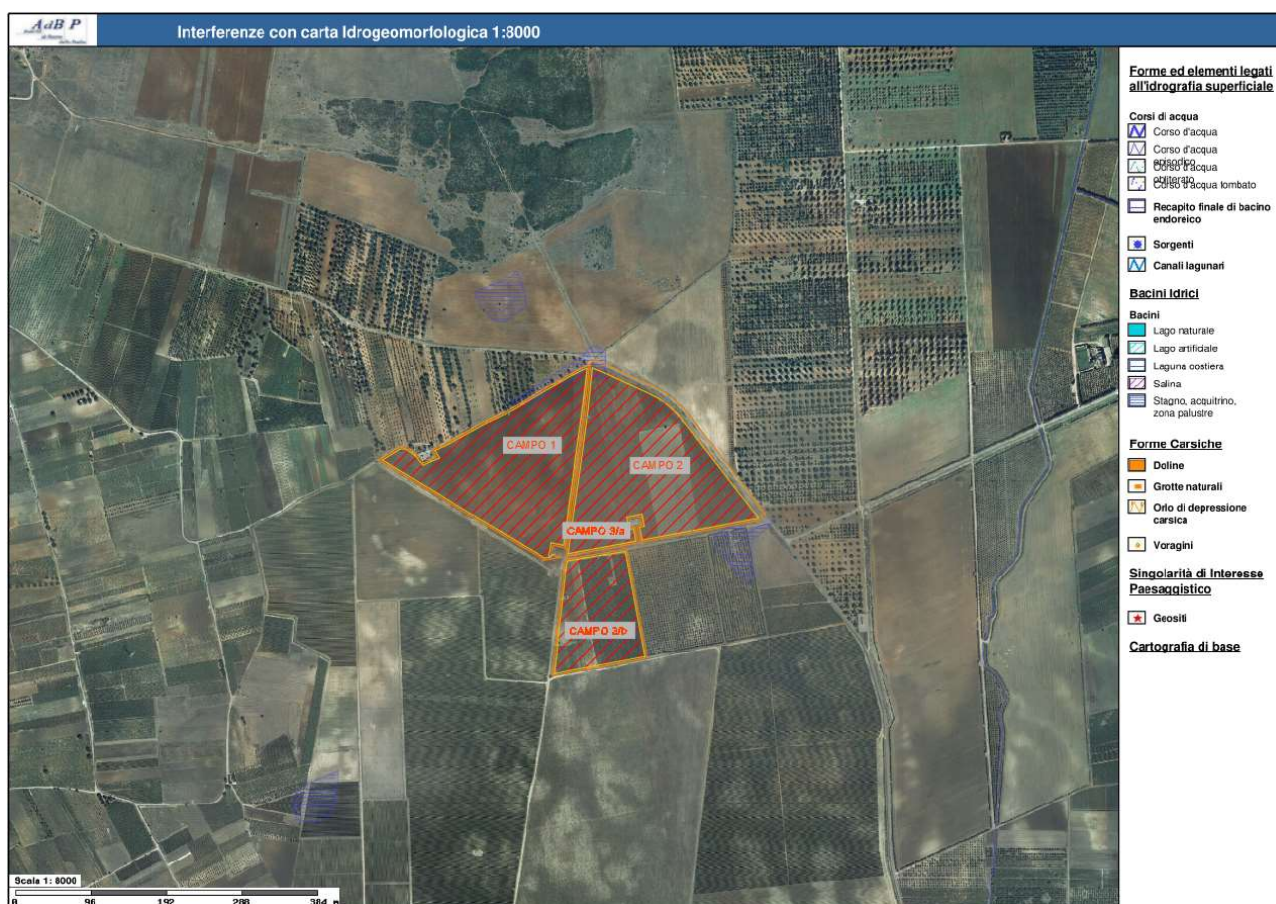 AdB P
Interferenze con carta Idrogeomorfologica 1:8000
Forme ed elementi legati
all'idrografia superficiale
Corsi di acqua
Corso d'acqua
Corso d'acqua
episodico
Corso d'acqua
obliterato
Corso d'acqua tombato
Recapito finale di bacino
endoreico
Sorgenti
Canali lagunari
Bacini Idrici
Bacini
Lago naturale
Lago artificiale
Laguna costiera
Salina
Stagno, acquitrino,
zona palustre
Forme Carsiche
Doline
Grotte naturali
Orlo di depressione
carsica
Voragini
Singolarità di Interesse
Paesaggistico
Geositi
Cartografia di base
CAMPO 1
CAMPO 2
CAMPO 3/a
CAMPO
Scala 1: 8000
0 96 192 288 384